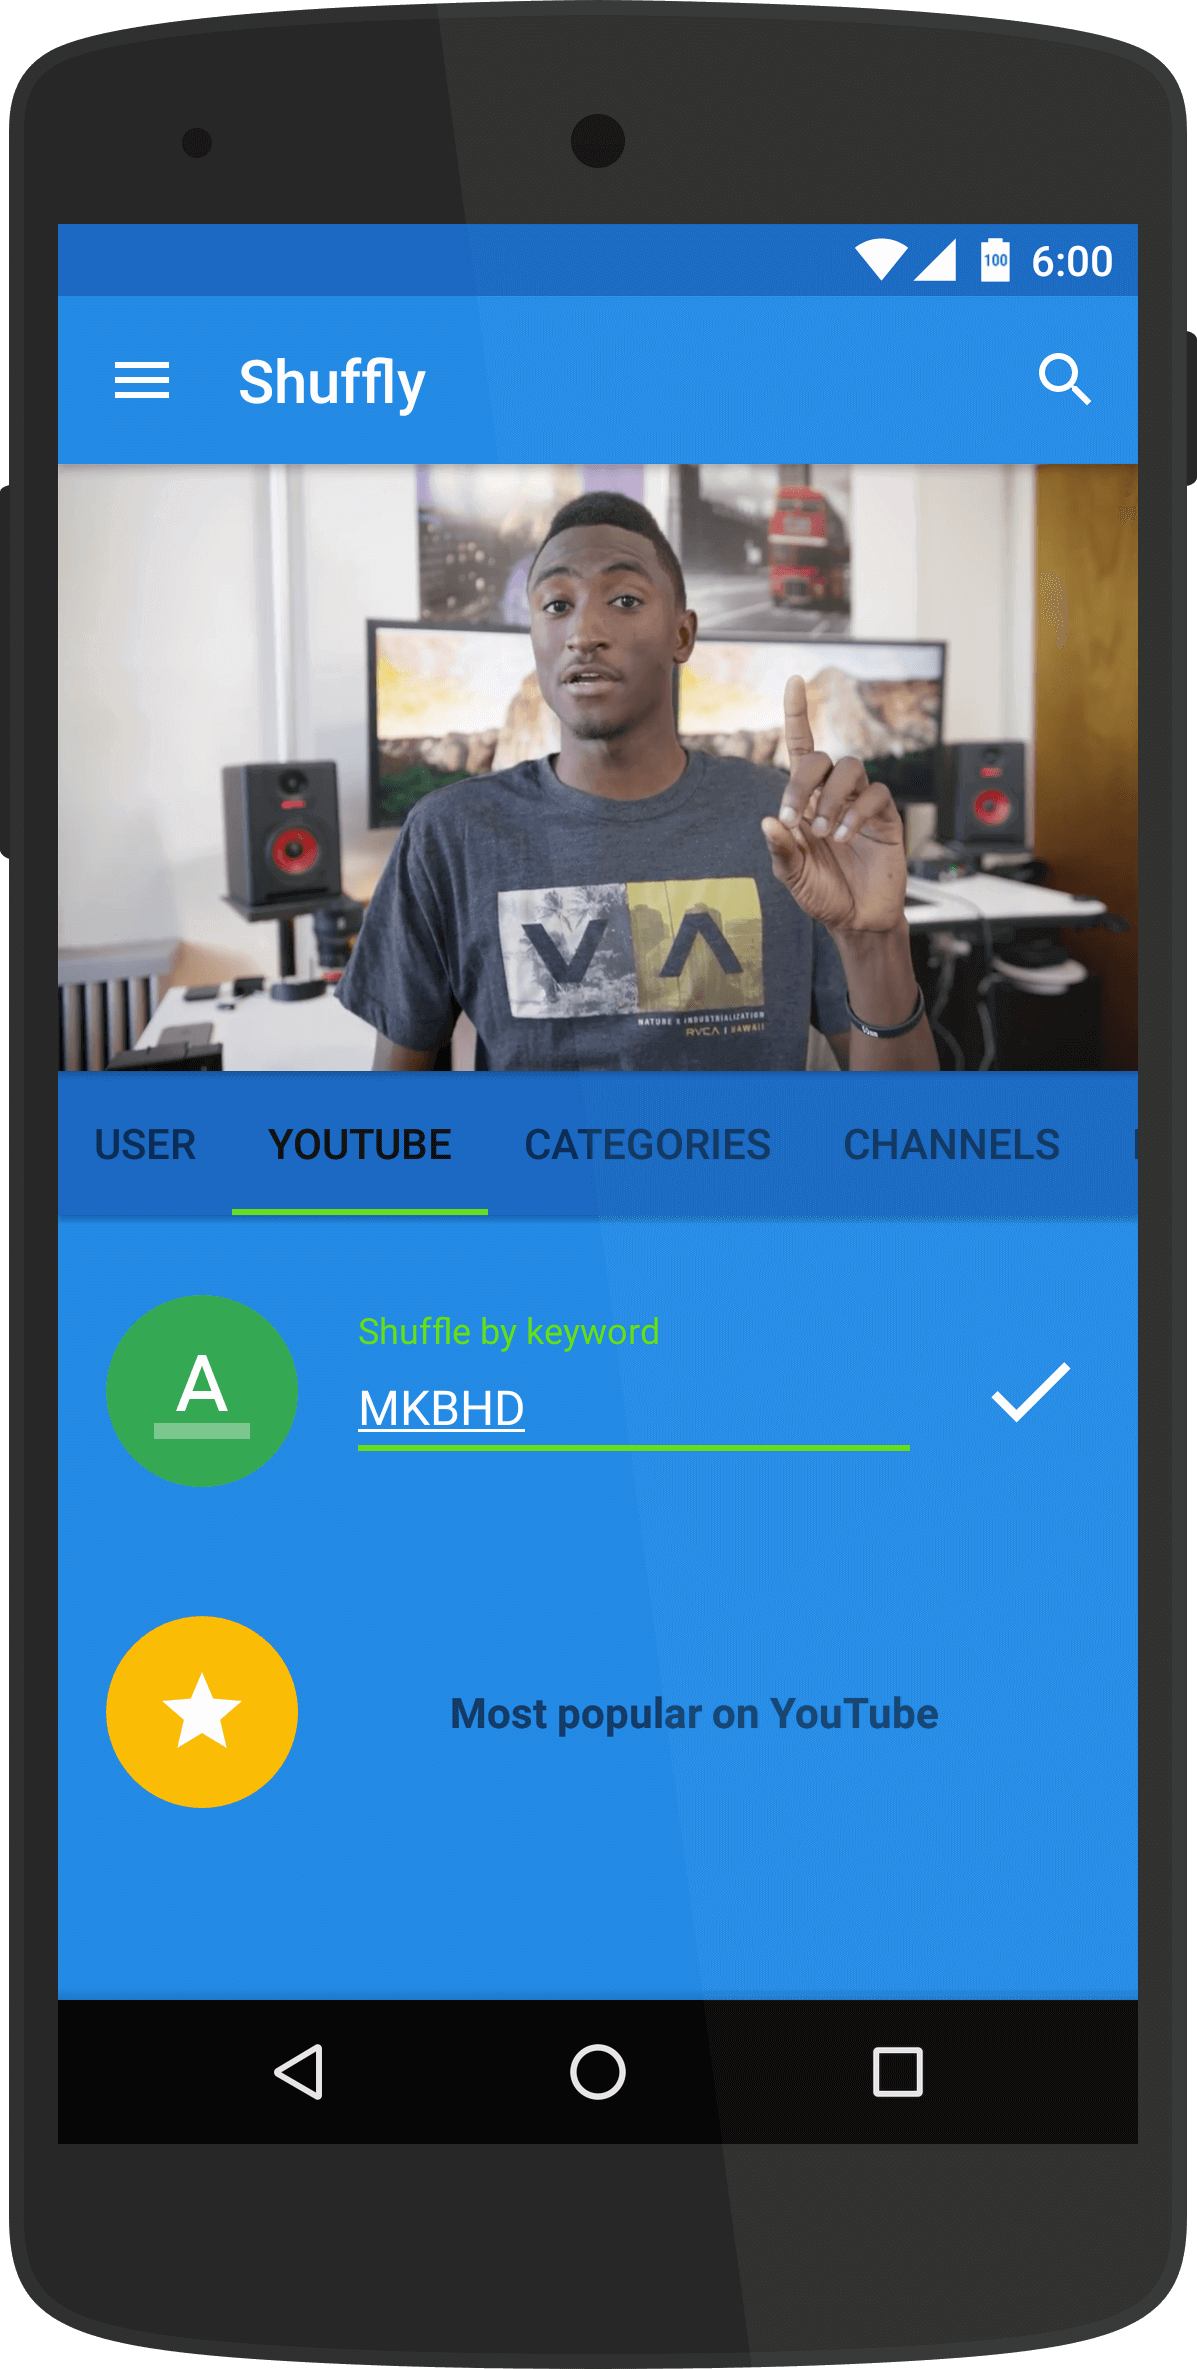 100 6:00
Shuffly
V Λ
NATURE X INDUSTRIALIZATION
RVCA | HAWAII
USER YOUTUBE CATEGORIES CHANNELS
Shuffle by keyword
A
MKBHD
Most popular on YouTube